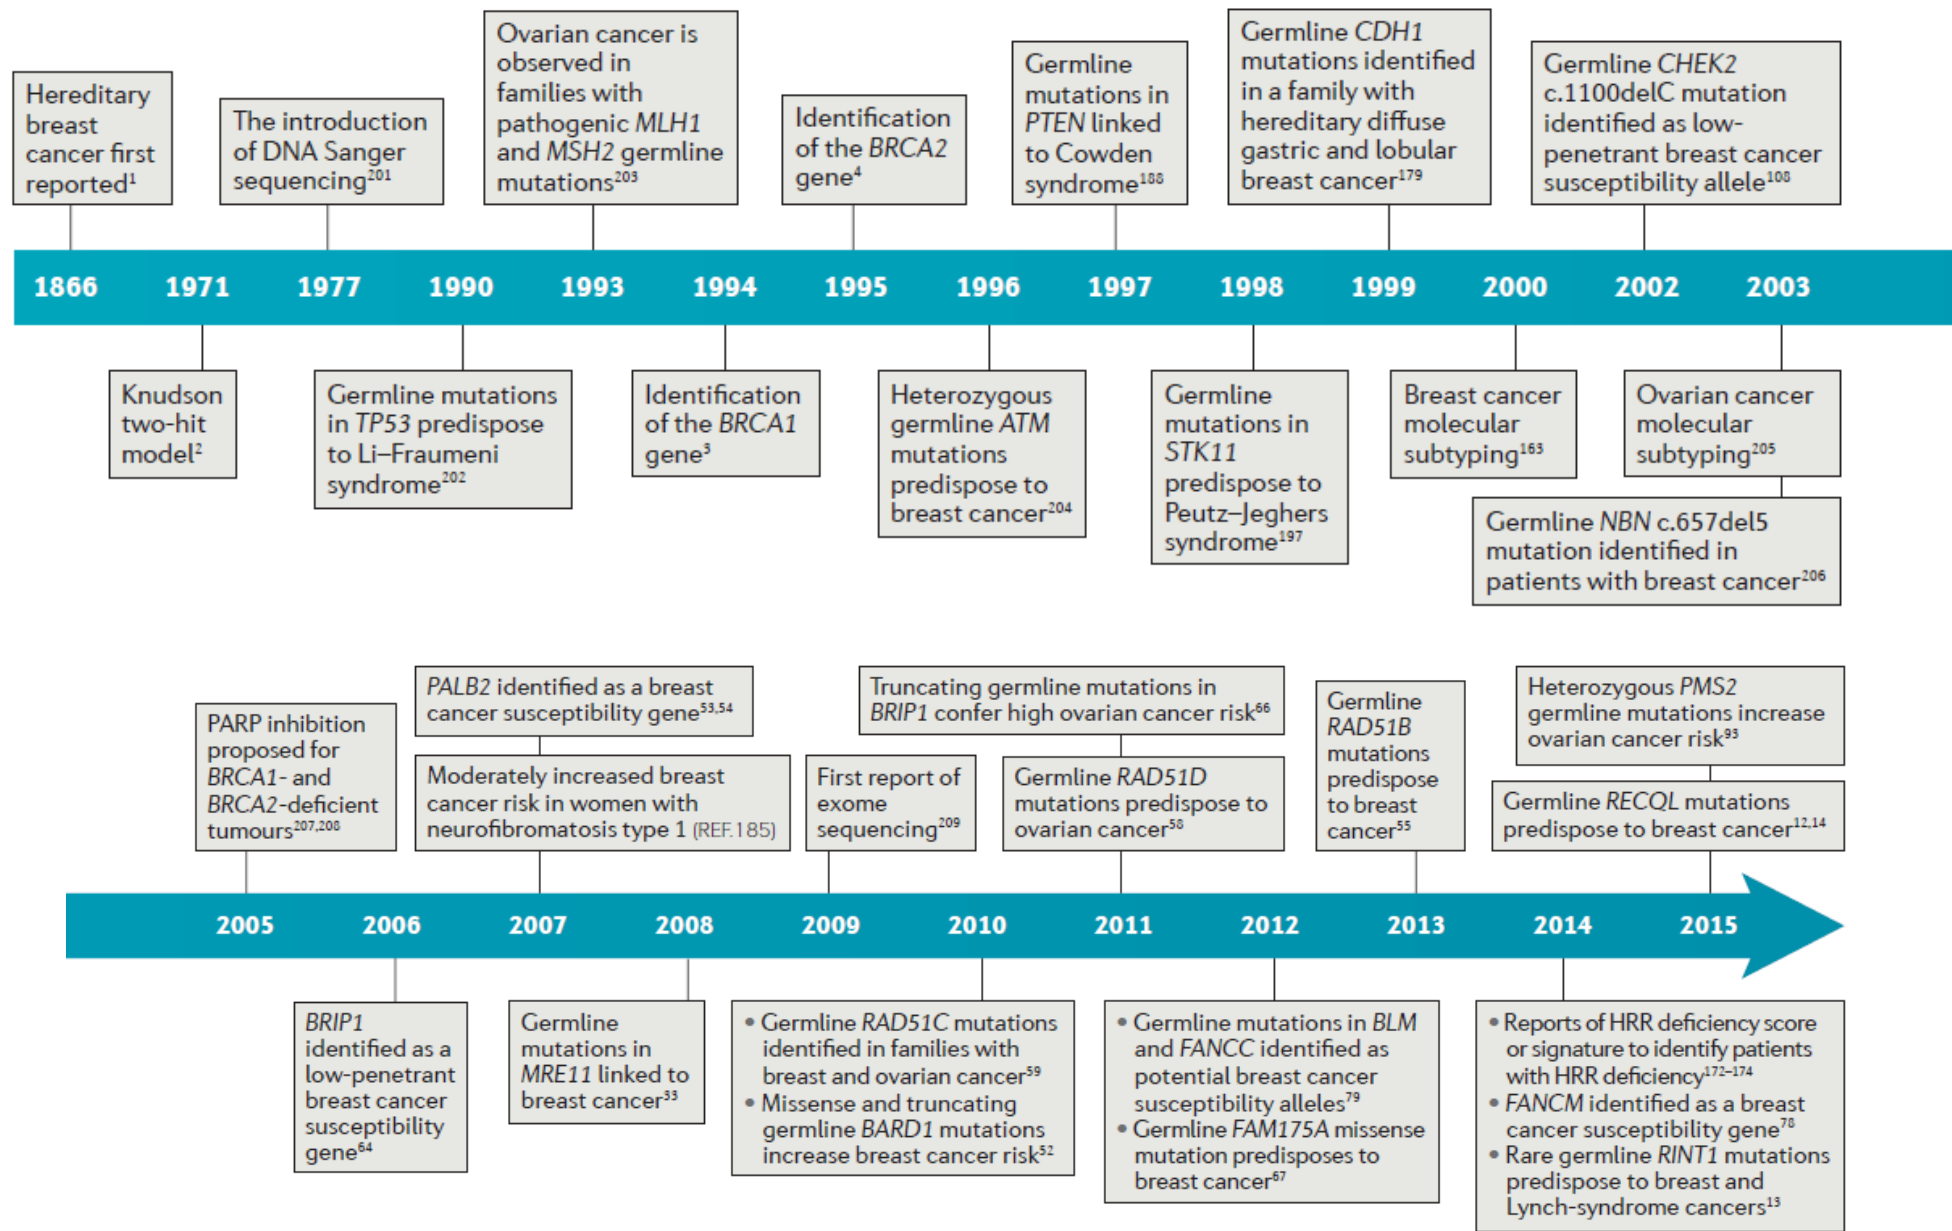 Hereditary
breast
cancer first
reported¹
The introduction
of DNA Sanger
sequencing²⁰¹
Ovarian cancer is
observed in
families with
pathogenic MLH1
and MSH2 germline
mutations²⁰³
Identification
of the BRCA2
gene⁴
Germline
mutations in
PTEN linked
to Cowden
syndrome¹⁸⁸
Germline CDH1
mutations identified
in a family with
hereditary diffuse
gastric and lobular
breast cancer¹⁷⁹
Germline CHEK2
c.1100delC mutation
identified as low-
penetrant breast cancer
susceptibility allele¹⁰⁸
1866 1971 1977 1990 1993 1994 1995 1996 1997 1998 1999 2000 2002 2003
Knudson
two-hit
model²
Germline mutations
in TP53 predispose
to Li–Fraumeni
syndrome²⁰²
Identification
of the BRCA1
gene³
Heterozygous
germline ATM
mutations
predispose to
breast cancer²⁰⁴
Germline
mutations in
STK11
predispose to
Peutz–Jeghers
syndrome¹⁹⁷
Breast cancer
molecular
subtyping¹⁶³
Ovarian cancer
molecular
subtyping²⁰⁵
Germline NBN c.657del5
mutation identified in
patients with breast cancer²⁰⁶
PARP inhibition
proposed for
BRCA1- and
BRCA2-deficient
tumours²⁰⁷,²⁰⁸
PALB2 identified as a breast
cancer susceptibility gene⁵³,⁵⁴
Moderately increased breast
cancer risk in women with
neurofibromatosis type 1 (REF. 185)
First report of
exome
sequencing²⁰⁹
Truncating germline mutations in
BRIP1 confer high ovarian cancer risk⁶⁶
Germline RAD51D
mutations predispose to
ovarian cancer⁵⁸
Germline
RAD51B
mutations
predispose
to breast
cancer⁵⁵
Heterozygous PMS2
germline mutations increase
ovarian cancer risk⁹³
Germline RECQL mutations
predispose to breast cancer¹²,¹⁴
2005 2006 2007 2008 2009 2010 2011 2012 2013 2014 2015
BRIP1
identified as a
low-penetrant
breast cancer
susceptibility
gene⁶⁴
Germline
mutations in
MRE11 linked to
breast cancer³³
• Germline RAD51C mutations
identified in families with
breast and ovarian cancer⁵⁹
• Missense and truncating
germline BARD1 mutations
increase breast cancer risk⁵²
• Germline mutations in BLM
and FANCC identified as
potential breast cancer
susceptibility alleles⁷⁹
• Germline FAM175A missense
mutation predisposes to
breast cancer⁶⁷
• Reports of HRR deficiency score
or signature to identify patients
with HRR deficiency¹⁷²⁻¹⁷⁴
• FANCM identified as a breast
cancer susceptibility gene⁷⁸
• Rare germline RINT1 mutations
predispose to breast and
Lynch-syndrome cancers¹³